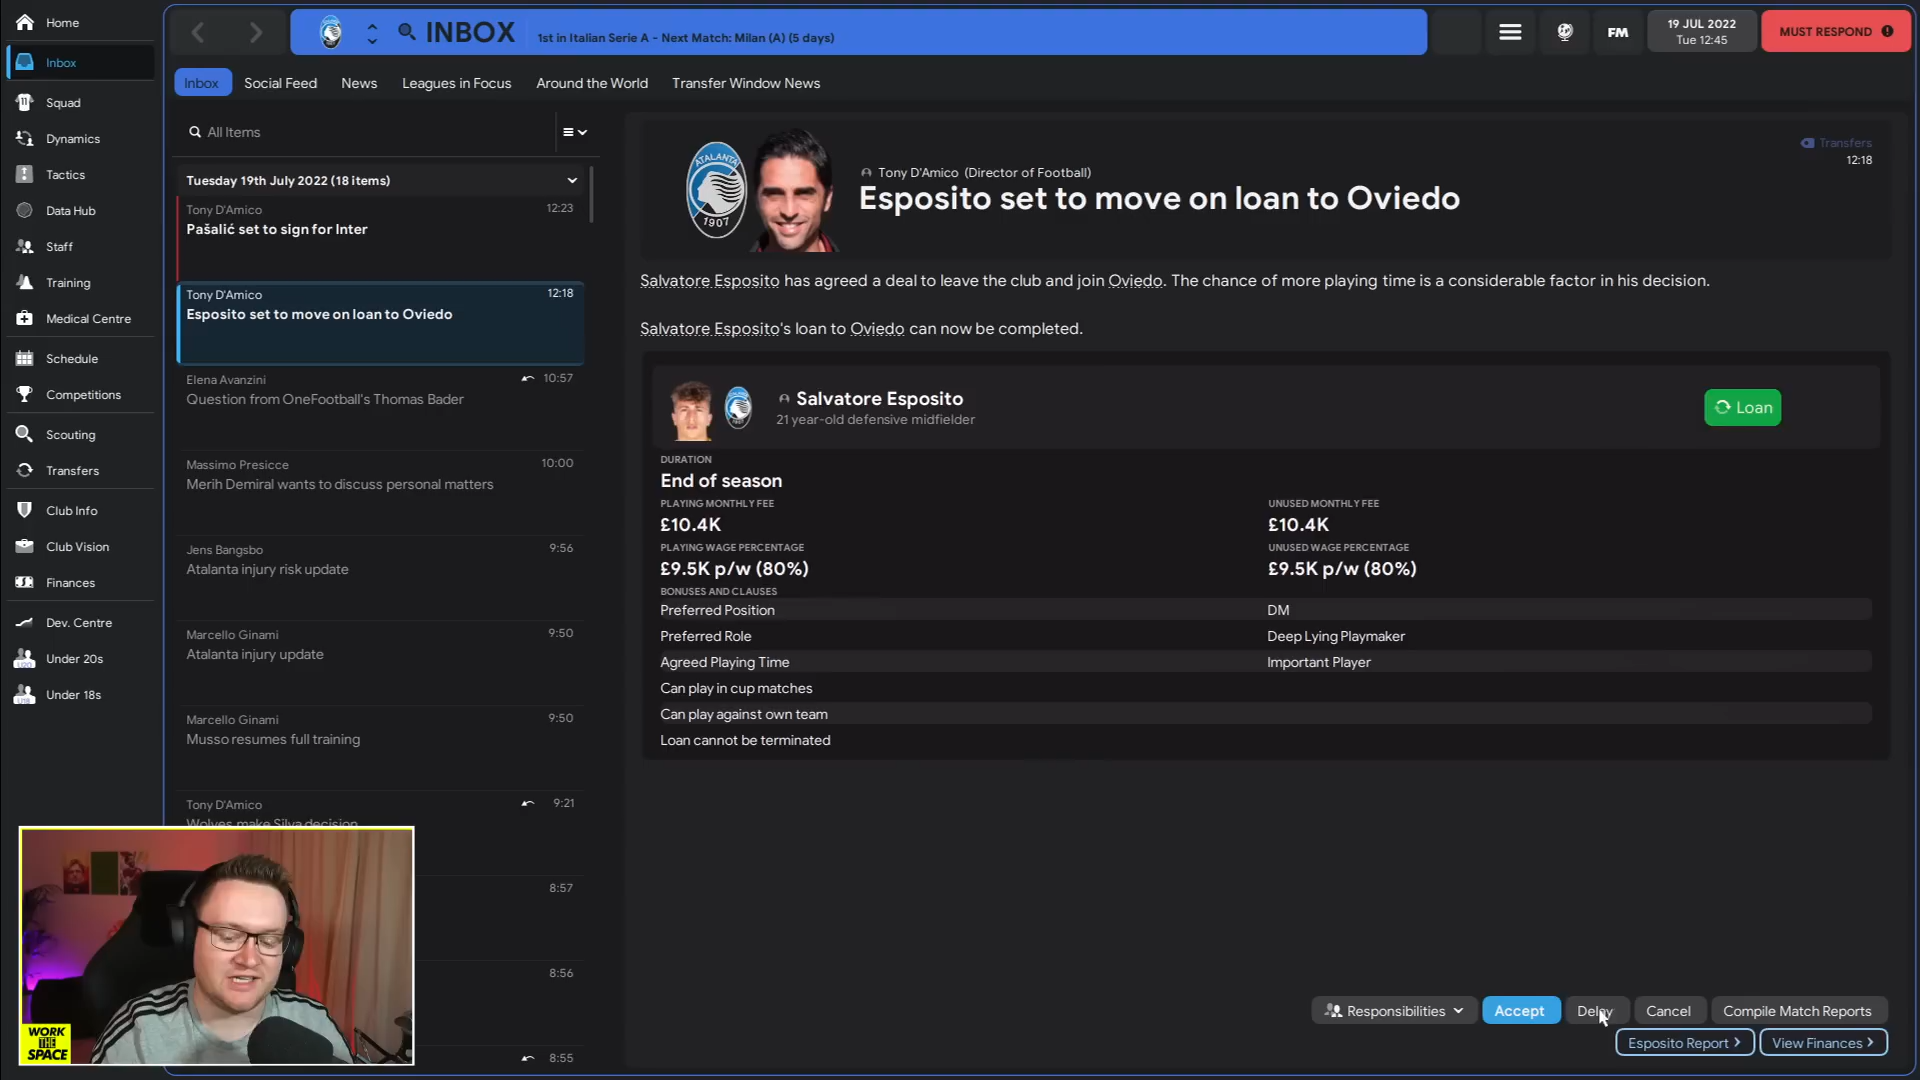 Home
Inbox
Squad
Dynamics
Tactics
Data Hub
Staff
Training
Medical Centre
Schedule
Competitions
Scouting
Transfers
Club Info
Club Vision
Finances
Dev. Centre
Under 20s
Under 18s
INBOX
1st in Italian Serie A - Next Match: Milan (A) (5 days)
FM
19 JUL 2022
Tue 12:45
MUST RESPOND
Inbox
Social Feed
News
Leagues in Focus
Around the World
Transfer Window News
All Items
Tuesday 19th July 2022 (18 items)
Tony D'Amico 12:23
Pašalić set to sign for Inter
Tony D'Amico 12:18
Esposito set to move on loan to Oviedo
Elena Avanzini 10:57
Question from OneFootball's Thomas Bader
Massimo Presicce 10:00
Merih Demiral wants to discuss personal matters
Jens Bangsbo 9:56
Atalanta injury risk update
Marcello Ginami 9:50
Atalanta injury update
Marcello Ginami 9:50
Musso resumes full training
Tony D'Amico 9:21
Wolves make Silva decision
8:57
8:56
8:55
ATALANTA
1907
Tony D'Amico (Director of Football)
Esposito set to move on loan to Oviedo
Transfers
12:18
Salvatore Esposito has agreed a deal to leave the club and join Oviedo. The chance of more playing time is a considerable factor in his decision.
Salvatore Esposito's loan to Oviedo can now be completed.
Salvatore Esposito
21 year-old defensive midfielder
Loan
DURATION
End of season
PLAYING MONTHLY FEE UNUSED MONTHLY FEE
£10.4K £10.4K
PLAYING WAGE PERCENTAGE UNUSED WAGE PERCENTAGE
£9.5K p/w (80%) £9.5K p/w (80%)
BONUSES AND CLAUSES
Preferred Position DM
Preferred Role Deep Lying Playmaker
Agreed Playing Time Important Player
Can play in cup matches
Can play against own team
Loan cannot be terminated
Responsibilities
Accept
Delay
Cancel
Compile Match Reports
Esposito Report
View Finances
WORK
THE
SPACE